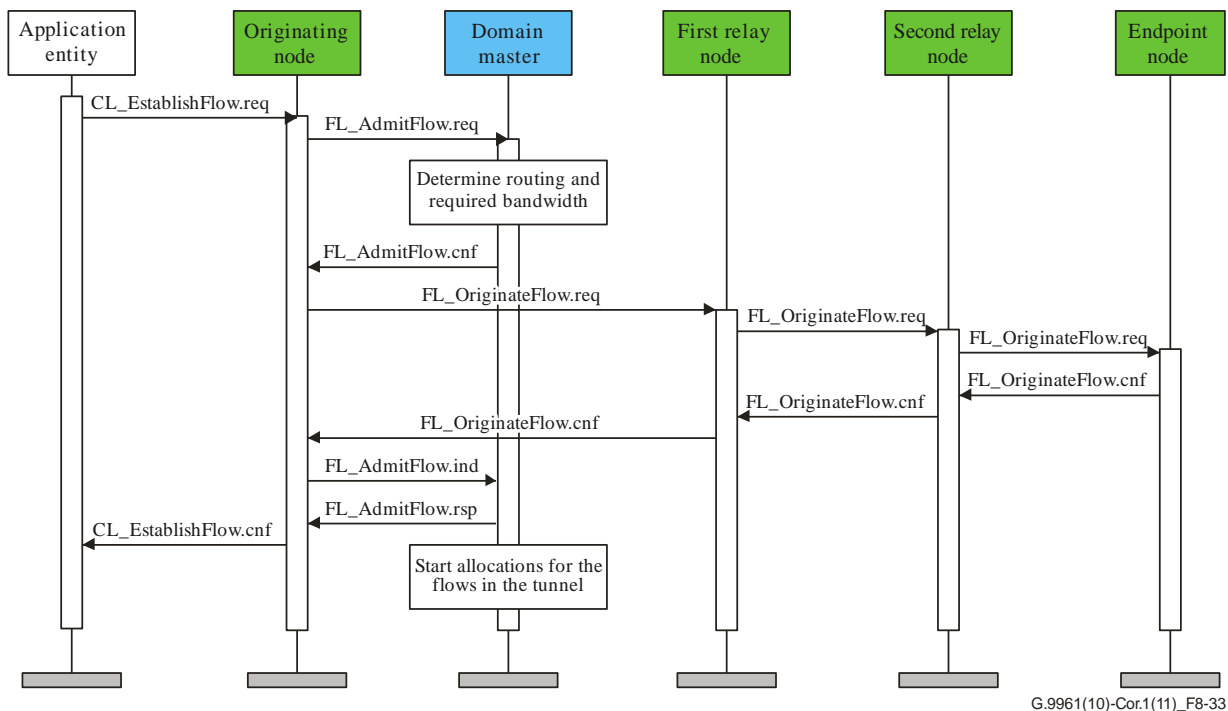 Application
entity
Originating
node
Domain
master
First relay
node
Second relay
node
Endpoint
node
CL_EstablishFlow.req
FL_AdmitFlow.req
Determine routing and
required bandwidth
FL_AdmitFlow.cnf
FL_OriginateFlow.req
FL_OriginateFlow.req
FL_OriginateFlow.req
FL_OriginateFlow.cnf
FL_OriginateFlow.cnf
FL_OriginateFlow.cnf
FL_AdmitFlow.ind
FL_AdmitFlow.rsp
CL_EstablishFlow.cnf
Start allocations for the
flows in the tunnel
G.9961(10)-Cor.1(11)_F8-33